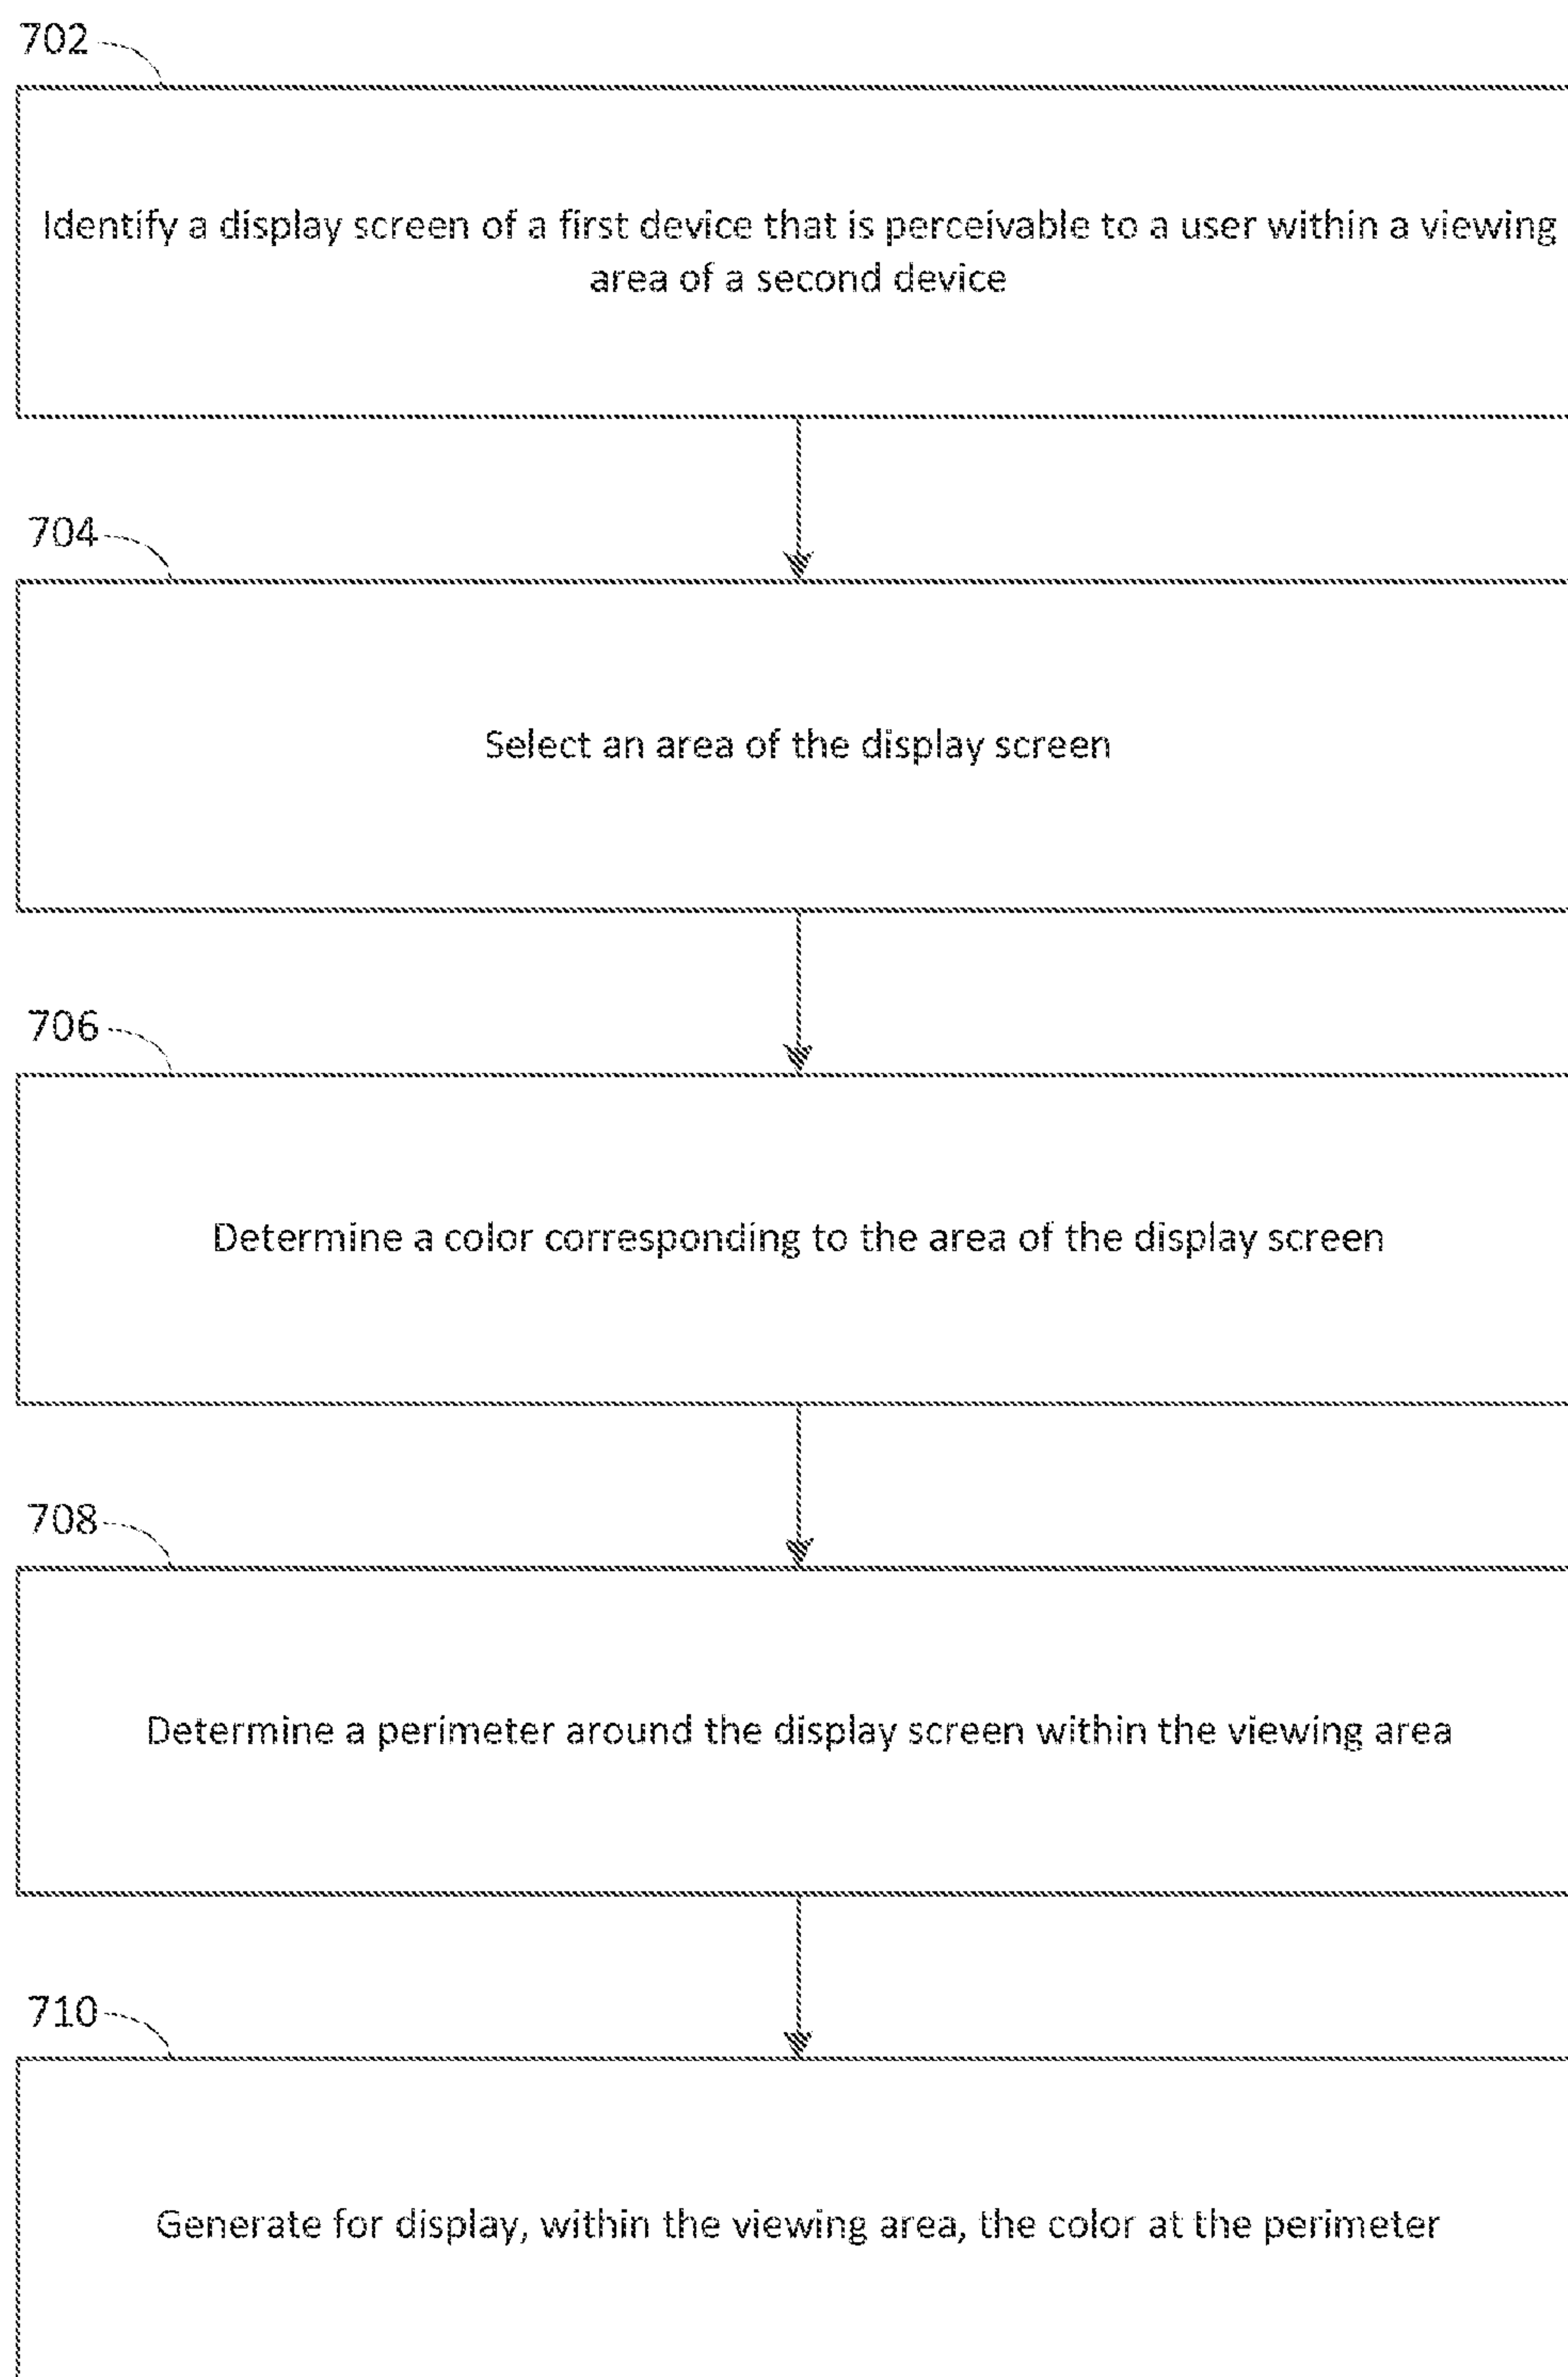 702
Identify a display screen of a first device that is perceivable to a user within a viewing
area of a second device
704
Select an area of the display screen
706
Determine a color corresponding to the area of the display screen
708
Determine a perimeter around the display screen within the viewing area
710
Generate for display, within the viewing area, the color at the perimeter